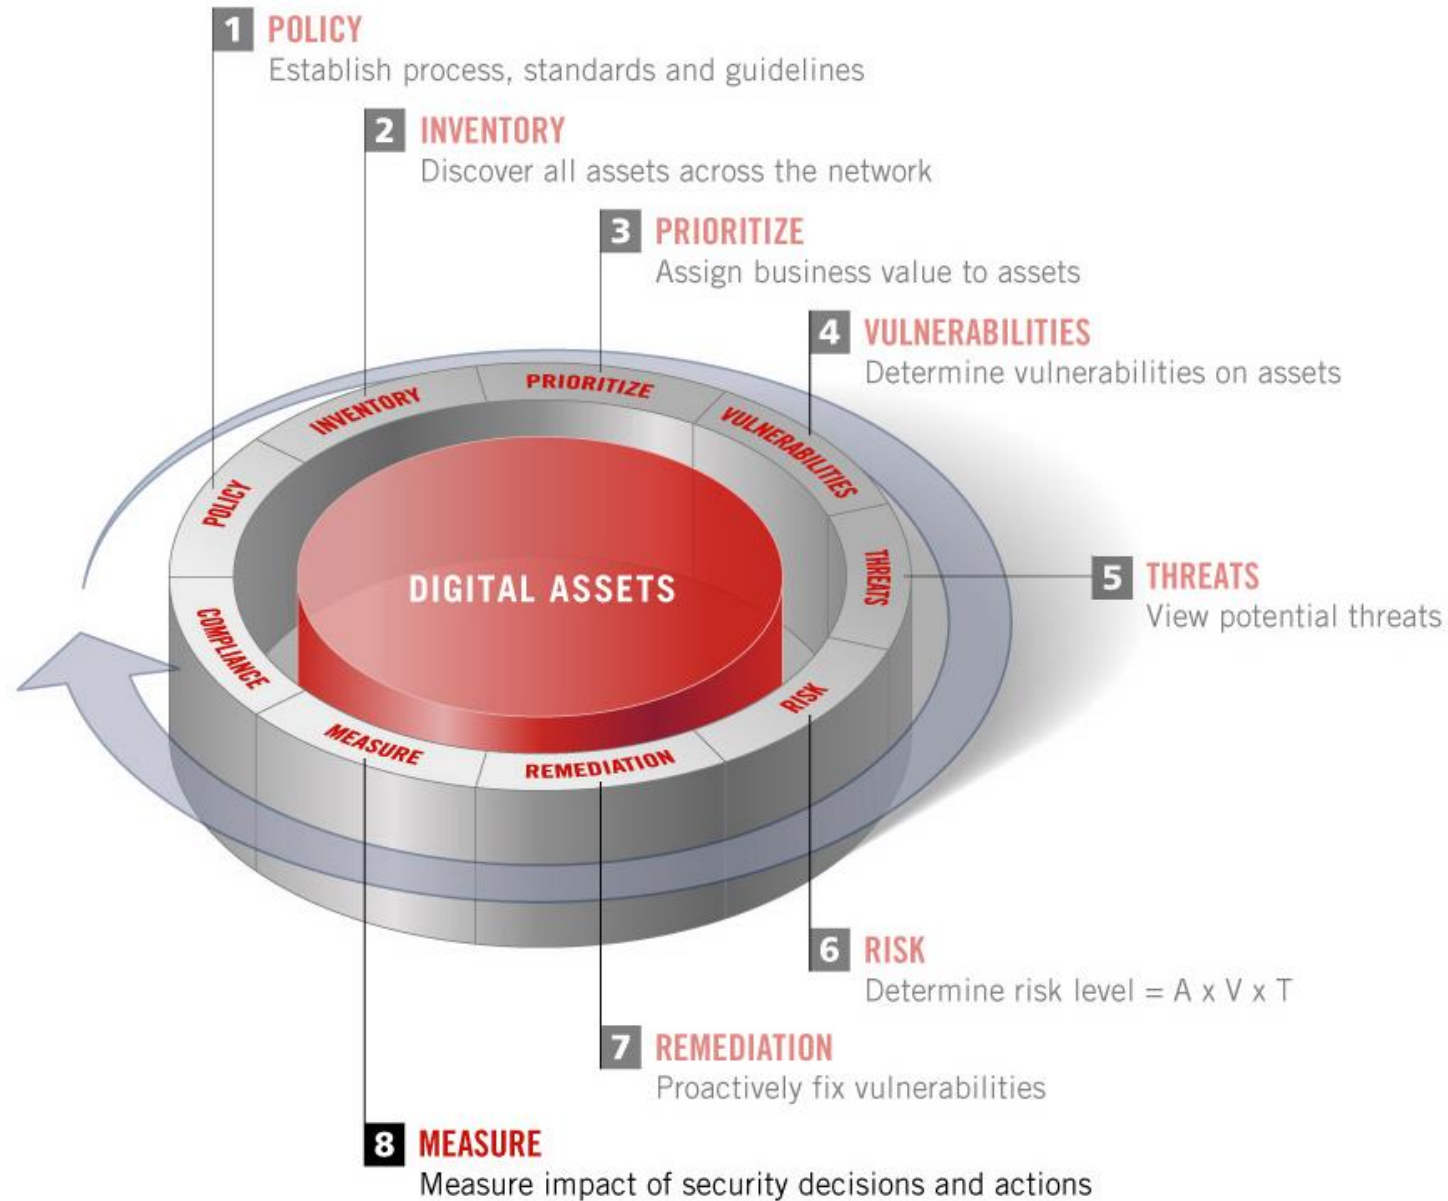 1 POLICY
Establish process, standards and guidelines
2 INVENTORY
Discover all assets across the network
3 PRIORITIZE
Assign business value to assets
4 VULNERABILITIES
Determine vulnerabilities on assets
PRIORITIZE
INVENTORY
VULNERABILITIES
POLICY
THREATS
DIGITAL ASSETS
5 THREATS
View potential threats
COMPLIANCE
RISK
MEASURE
REMEDIATION
6 RISK
Determine risk level = A x V x T
7 REMEDIATION
Proactively fix vulnerabilities
8 MEASURE
Measure impact of security decisions and actions